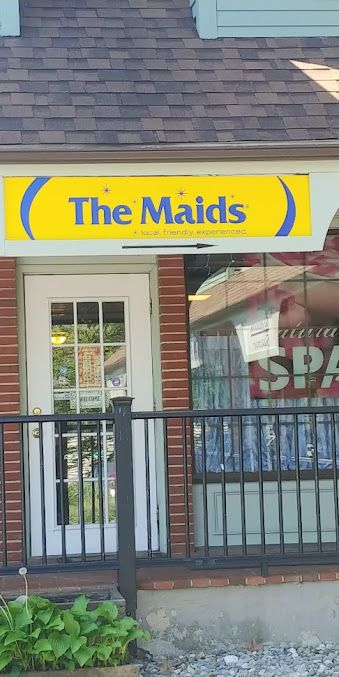 The Maids
local. friendly. experienced.
SPA
WELCOME